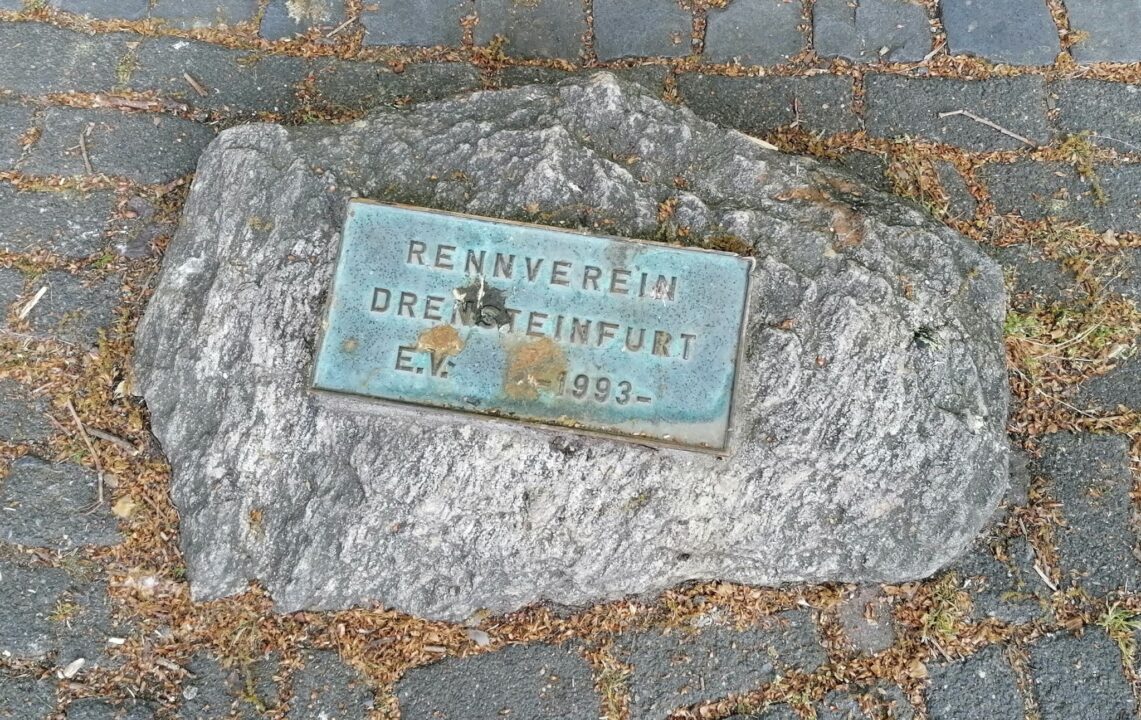 RENNVEREIN
DRENSTEINFURT
E.V. -1993-